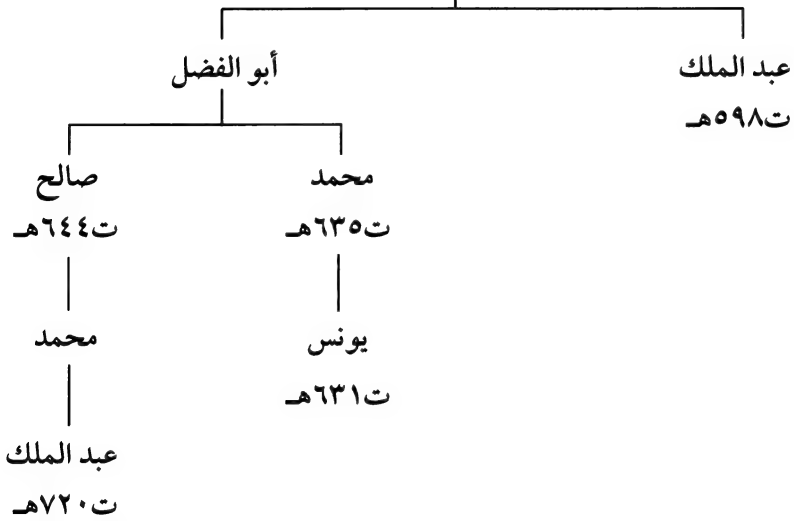 عبد الملك
ت٥٩٨هـ
أبو الفضل
محمد
ت٦٣٥هـ
صالح
ت٦٤٤هـ
يونس
ت٦٣١هـ
محمد
عبد الملك
ت٧٢٠هـ